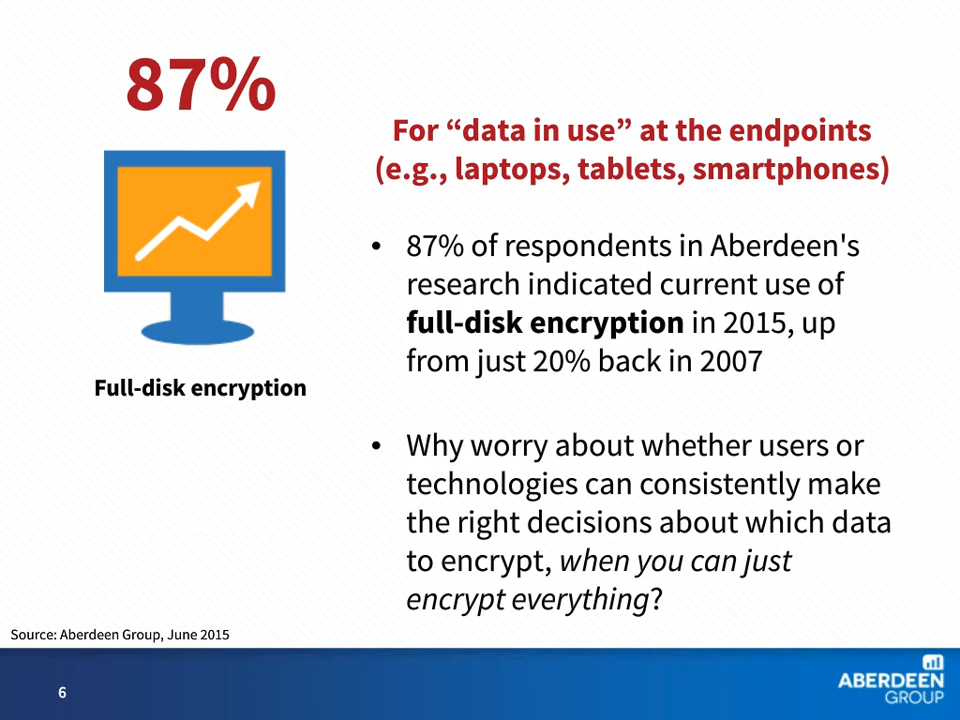 87%
Full-disk encryption
For “data in use” at the endpoints
(e.g., laptops, tablets, smartphones)
• 87% of respondents in Aberdeen's
research indicated current use of
full-disk encryption in 2015, up
from just 20% back in 2007
• Why worry about whether users or
technologies can consistently make
the right decisions about which data
to encrypt, when you can just
encrypt everything?
Source: Aberdeen Group, June 2015
6
ABERDEEN
GROUP